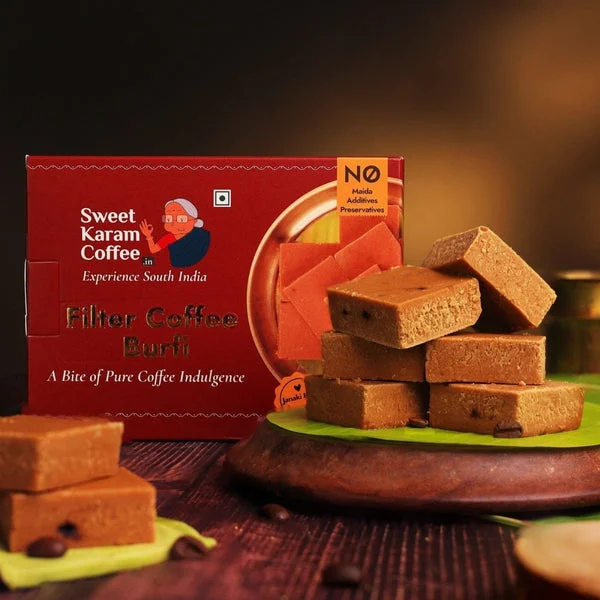 NO
Maida
Additives
Preservatives
Sweet
Karam
Coffee
.in
Experience South India
Filter Coffee
Burfi
A Bite of Pure Coffee Indulgence